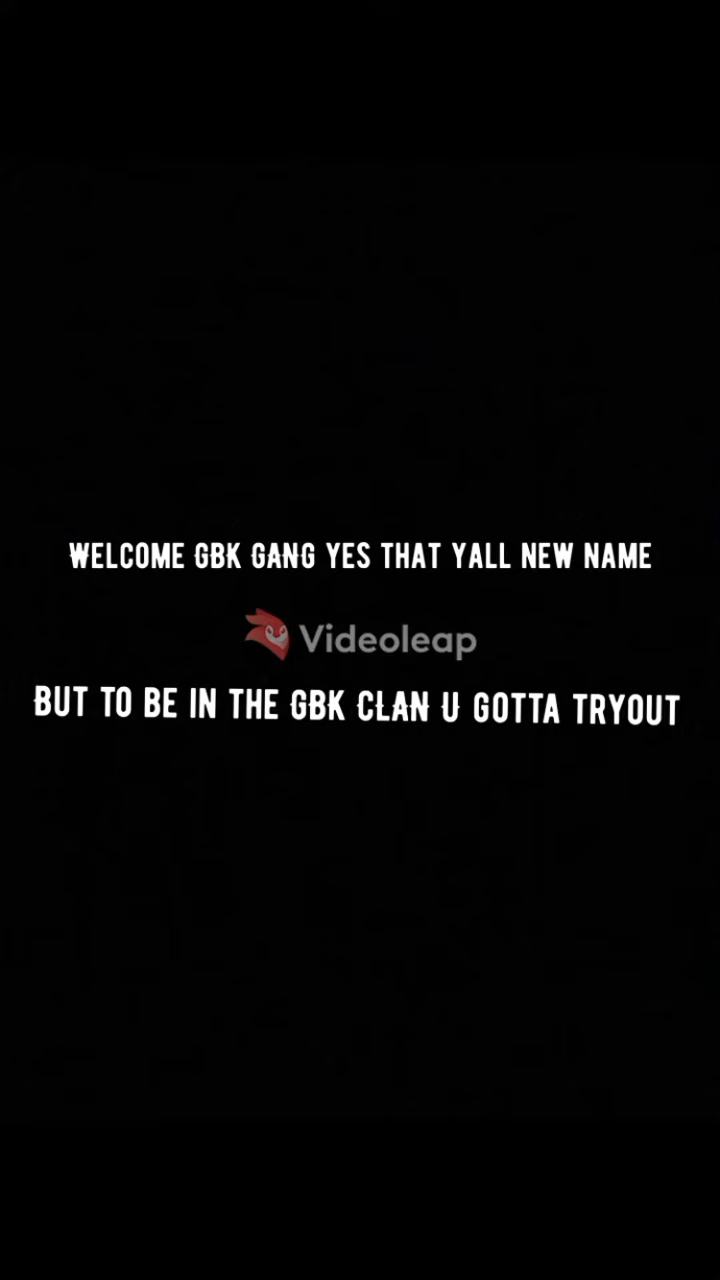 WELCOME GBK GANG YES THAT YALL NEW NAME
Videoleap
BUT TO BE IN THE GBK CLAN U GOTTA TRYOUT